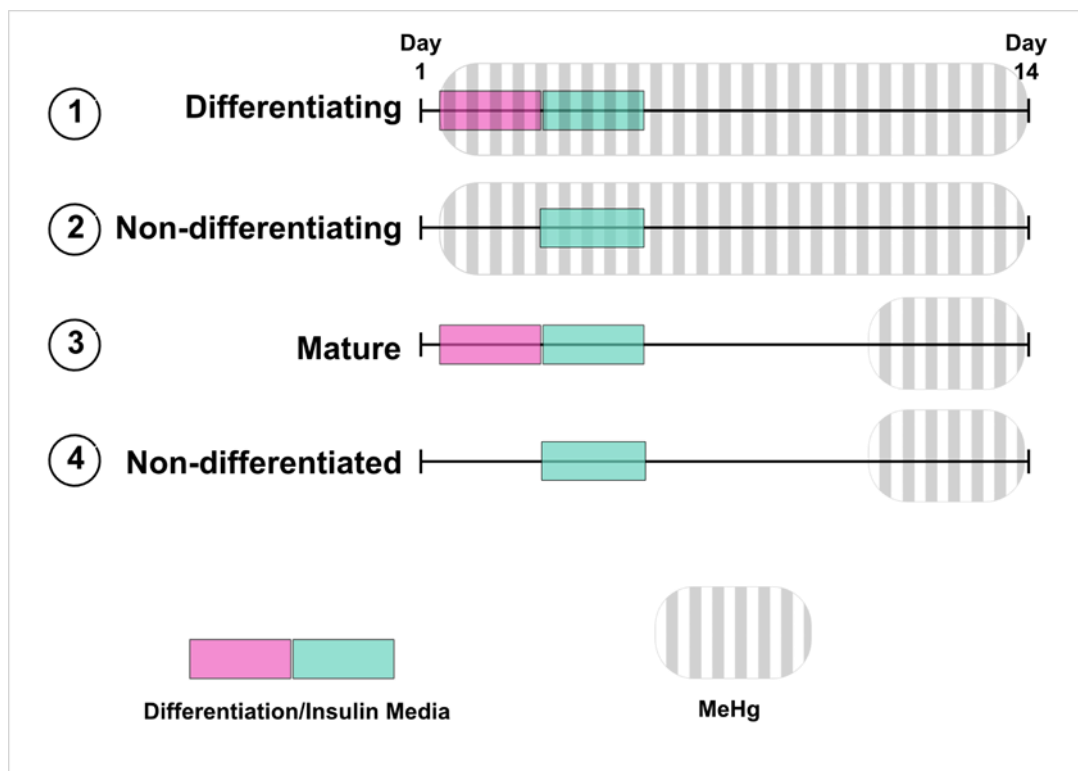 Day
1
Day
14
1 Differentiating
2 Non-differentiating
3 Mature
4 Non-differentiated
Differentiation/Insulin Media
MeHg